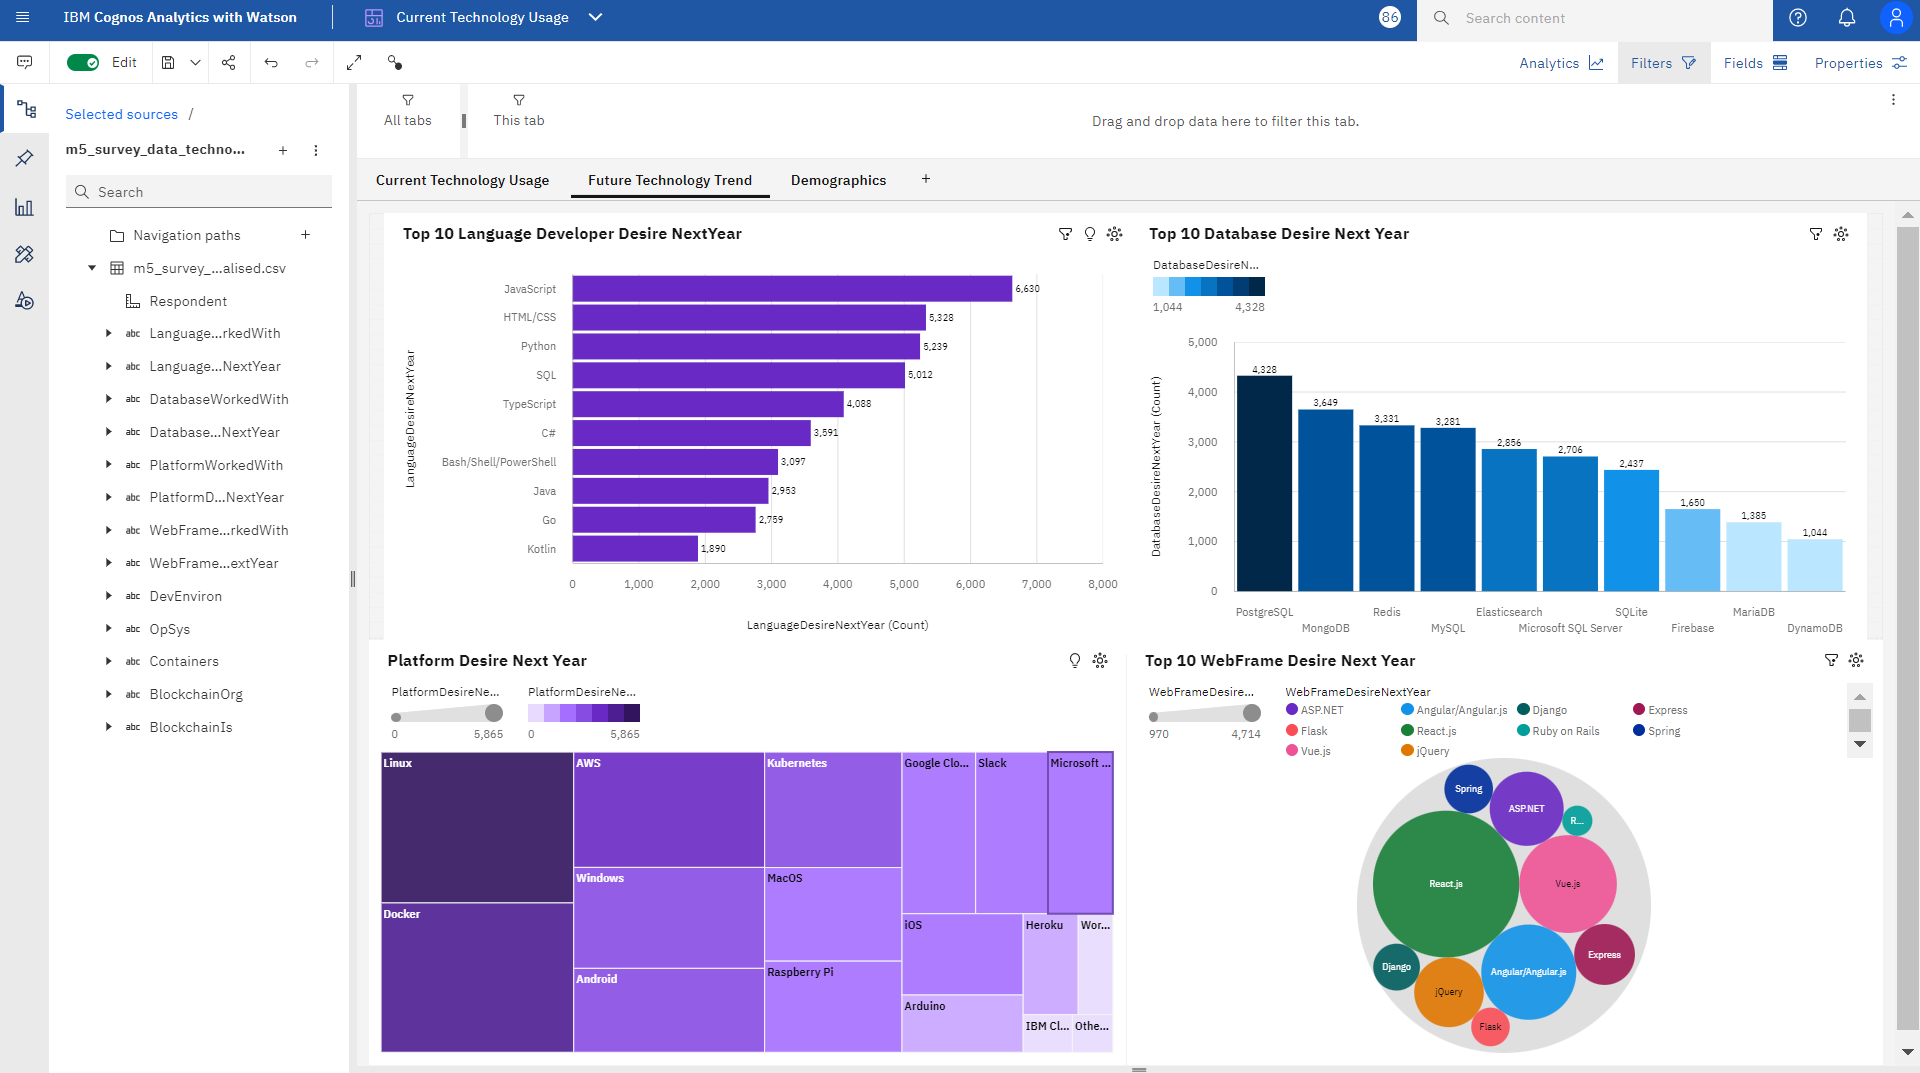 IBM Cognos Analytics with Watson
Current Technology Usage
86
Search content
Edit
Analytics
Filters
Fields
Properties
Selected sources /
m5_survey_data_techno...
Search
Navigation paths
m5_survey_...alised.csv
Respondent
abc Language...rkedWith
abc Language...NextYear
abc DatabaseWorkedWith
abc Database...NextYear
abc PlatformWorkedWith
abc PlatformD...NextYear
abc WebFrame...rkedWith
abc WebFrame...extYear
abc DevEnviron
abc OpSys
abc Containers
abc BlockchainOrg
abc BlockchainIs
All tabs
This tab
Drag and drop data here to filter this tab.
Current Technology Usage
Future Technology Trend
Demographics
Top 10 Language Developer Desire NextYear
LanguageDesireNextYear
JavaScript 6,630
HTML/CSS 5,328
Python 5,239
SQL 5,012
TypeScript 4,088
C# 3,591
Bash/Shell/PowerShell 3,097
Java 2,953
Go 2,759
Kotlin 1,890
0 1,000 2,000 3,000 4,000 5,000 6,000 7,000 8,000
LanguageDesireNextYear (Count)
Top 10 Database Desire Next Year
DatabaseDesireN...
1,044 4,328
DatabaseDesireNextYear (Count)
5,000
4,000
3,000
2,000
1,000
0
4,328
3,649
3,331
3,281
2,856
2,706
2,437
1,650
1,385
1,044
PostgreSQL
MongoDB
Redis
MySQL
Elasticsearch
Microsoft SQL Server
SQLite
Firebase
MariaDB
DynamoDB
Platform Desire Next Year
PlatformDesireNe...
0 5,865
PlatformDesireNe...
0 5,865
Linux
Docker
AWS
Windows
Android
Kubernetes
MacOS
Raspberry Pi
Google Clo...
Slack
Microsoft ...
iOS
Arduino
Heroku
Wor...
IBM Cl...
Othe...
Top 10 WebFrame Desire Next Year
WebFrameDesire...
970 4,714
WebFrameDesireNextYear
ASP.NET Angular/Angular.js Django Express
Flask React.js Ruby on Rails Spring
Vue.js jQuery
Spring
ASP.NET
R...
React.js
Vue.js
Express
Django
Angular/Angular.js
jQuery
Flask